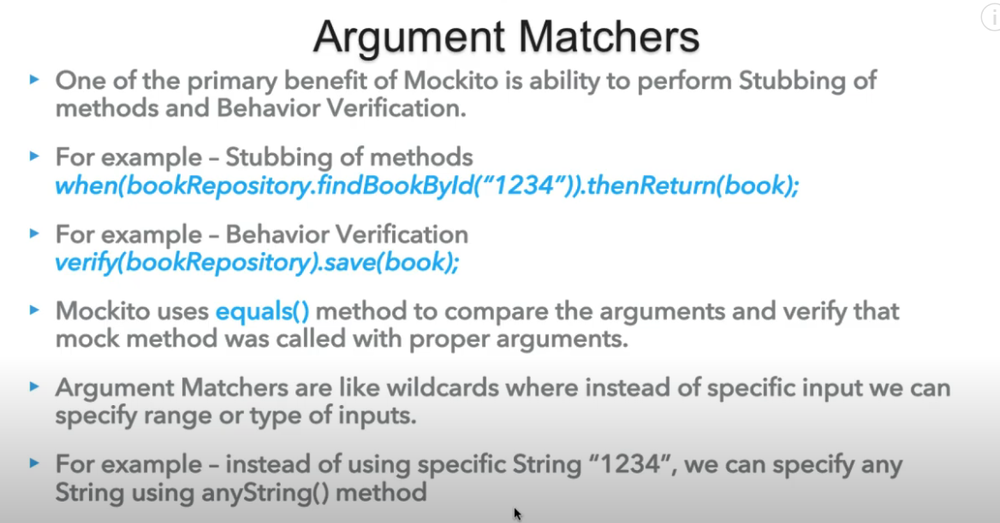 Argument Matchers
One of the primary benefit of Mockito is ability to perform Stubbing of
methods and Behavior Verification.
For example – Stubbing of methods
when(bookRepository.findBookById(“1234”)).thenReturn(book);
For example – Behavior Verification
verify(bookRepository).save(book);
Mockito uses equals() method to compare the arguments and verify that
mock method was called with proper arguments.
Argument Matchers are like wildcards where instead of specific input we can
specify range or type of inputs.
For example – instead of using specific String “1234”, we can specify any
String using anyString() method